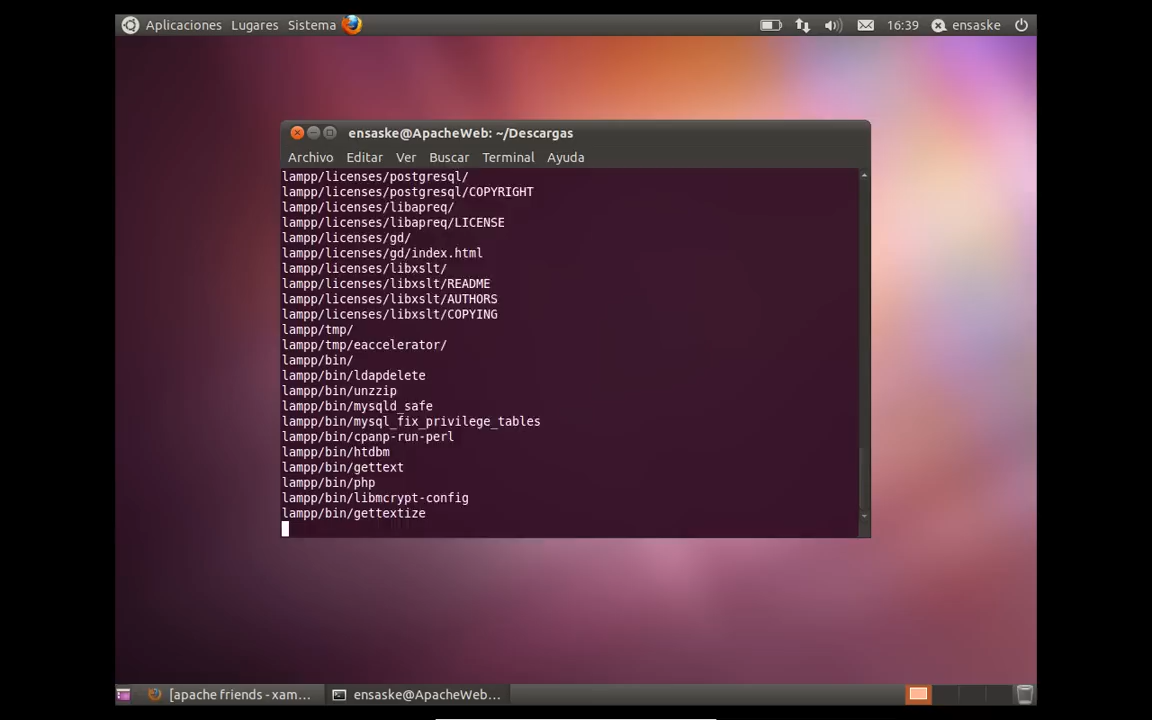 Aplicaciones Lugares Sistema 16:39 ensaske
ensaske@ApacheWeb: ~/Descargas
Archivo Editar Ver Buscar Terminal Ayuda
lampp/licenses/postgresql/
lampp/licenses/postgresql/COPYRIGHT
lampp/licenses/libapreq/
lampp/licenses/libapreq/LICENSE
lampp/licenses/gd/
lampp/licenses/gd/index.html
lampp/licenses/libxslt/
lampp/licenses/libxslt/README
lampp/licenses/libxslt/AUTHORS
lampp/licenses/libxslt/COPYING
lampp/tmp/
lampp/tmp/eaccelerator/
lampp/bin/
lampp/bin/ldapdelete
lampp/bin/unzzip
lampp/bin/mysqld_safe
lampp/bin/mysql_fix_privilege_tables
lampp/bin/cpanp-run-perl
lampp/bin/htdbm
lampp/bin/gettext
lampp/bin/php
lampp/bin/libmcrypt-config
lampp/bin/gettextize
[apache friends - xam... ensaske@ApacheWeb...